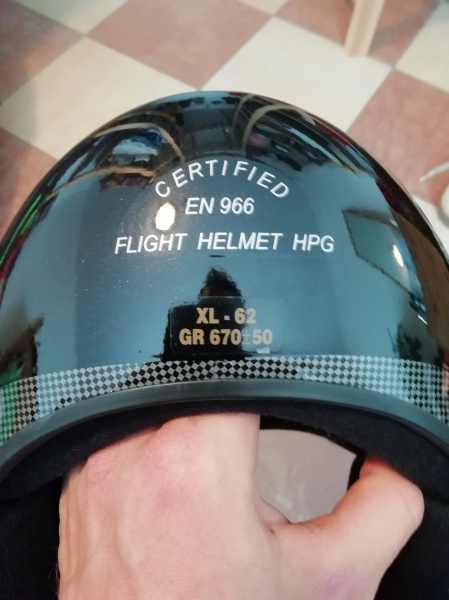 CERTIFIED
EN 966
FLIGHT HELMET HPG
XL - 62
GR 670±50